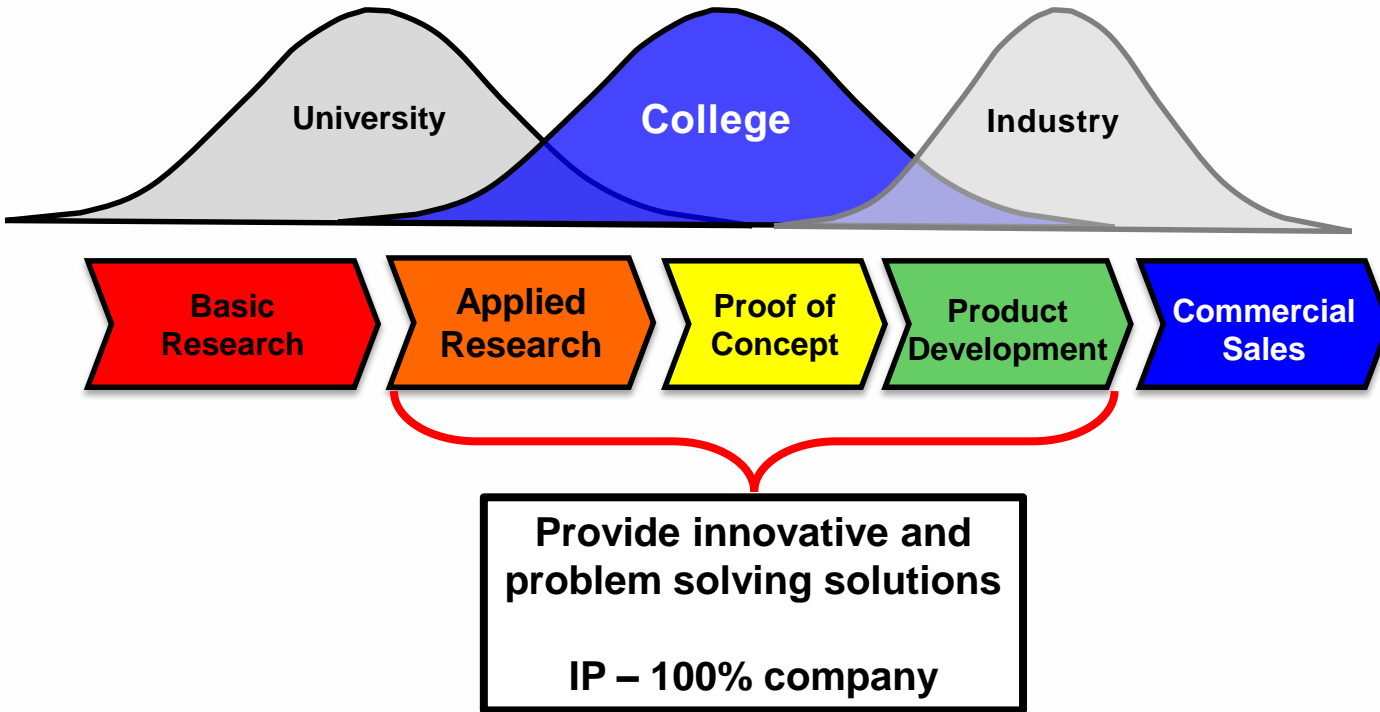 University
College
Industry
Basic
Research
Applied
Research
Proof of
Concept
Product
Development
Commercial
Sales
Provide innovative and
problem solving solutions
IP – 100% company